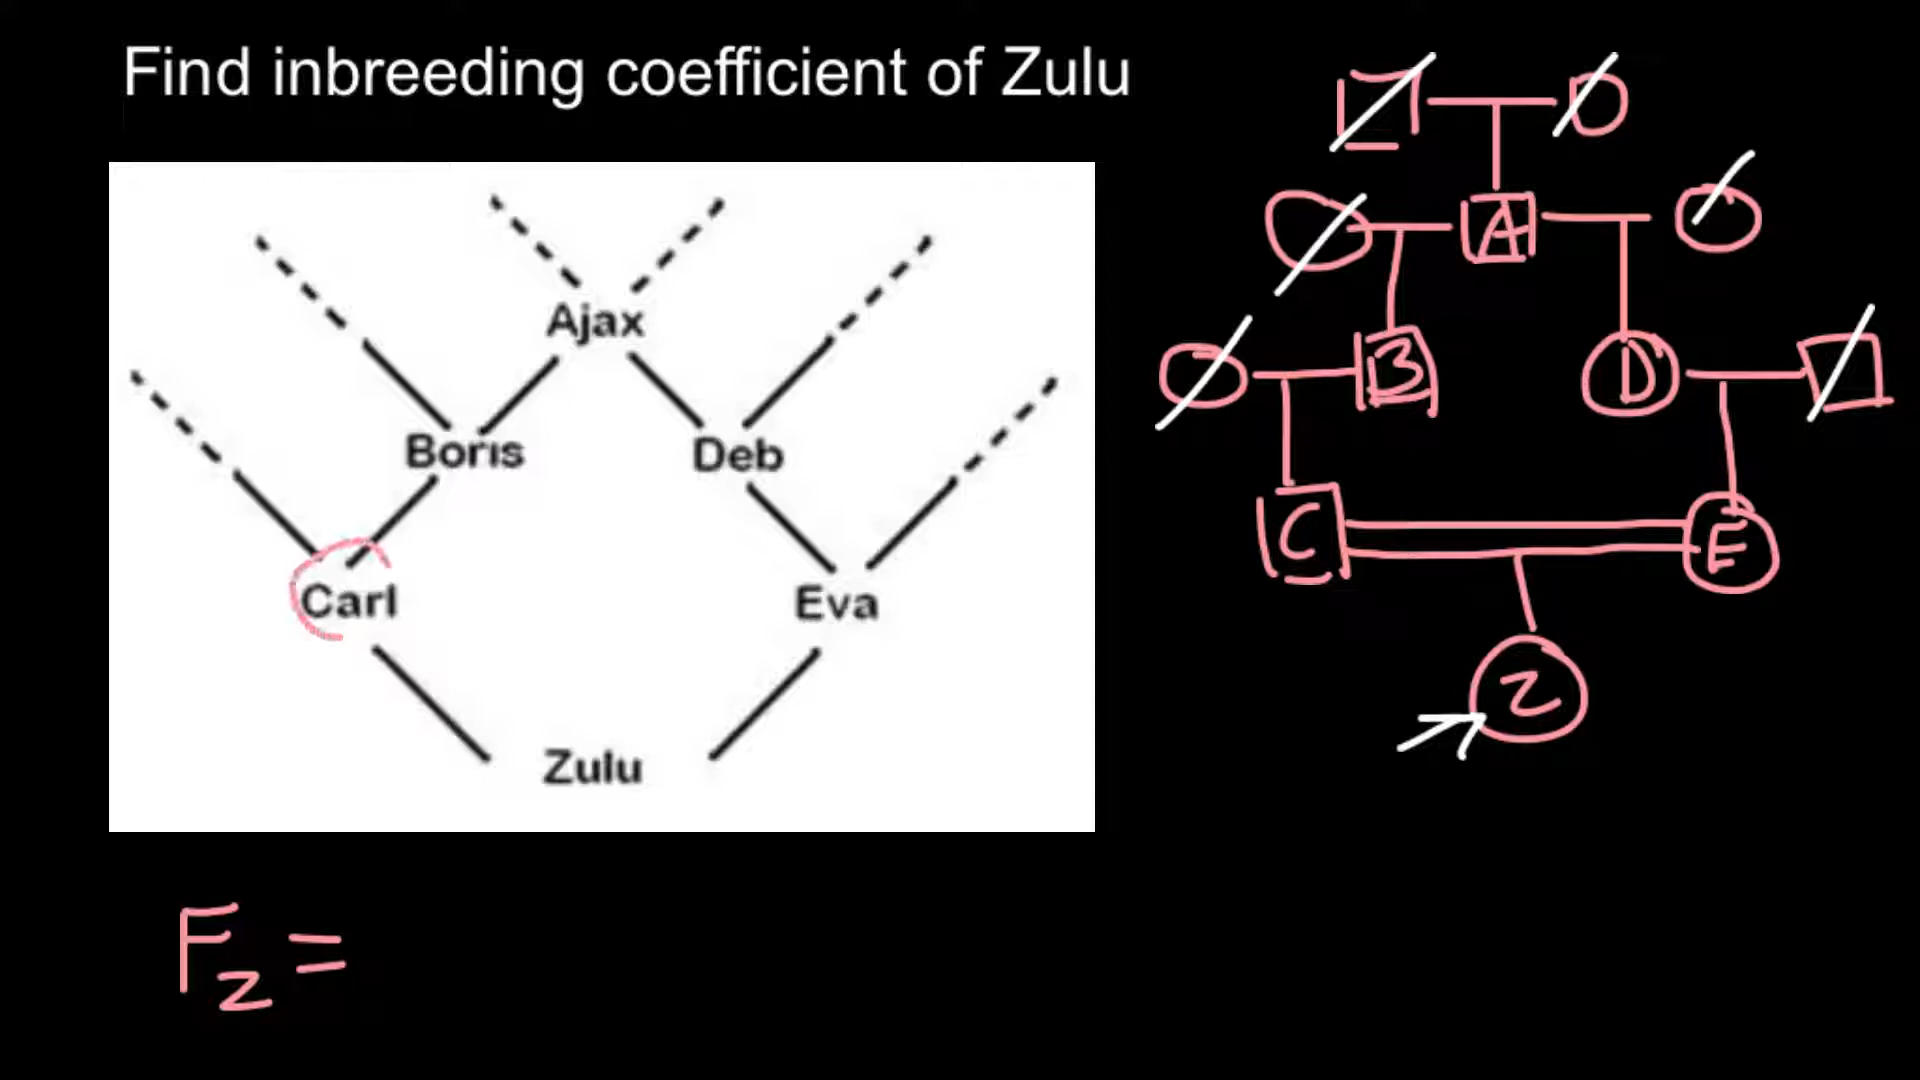 Find inbreeding coefficient of Zulu
Ajax
Boris
Deb
Carl
Eva
Zulu
A
B
D
C
E
Z
F_Z =